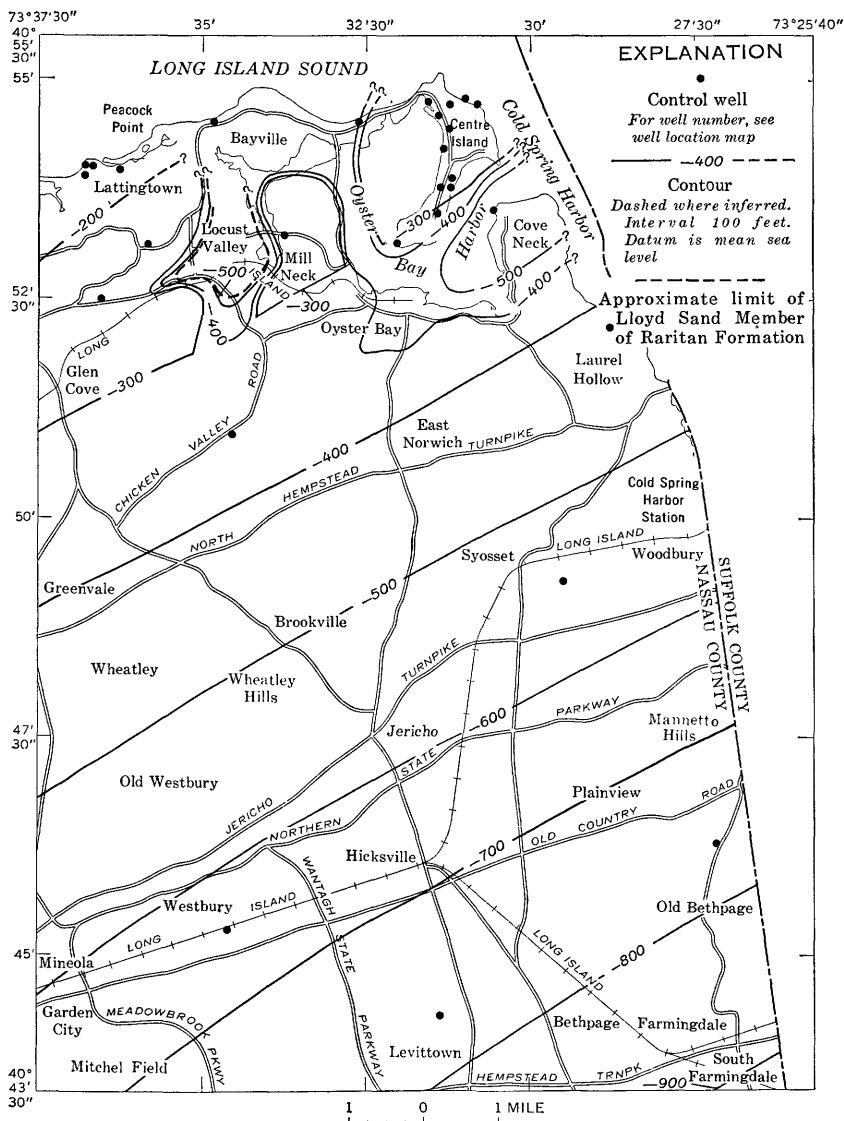 73°37'30"
35'
32'30"
30'
27'30"
73°25'40"
40°
55'
30"
55'
LONG ISLAND SOUND
EXPLANATION
Control well
For well number, see
well location map
—400
Contour
Dashed where inferred.
Interval 100 feet.
Datum is mean sea
level
Approximate limit of
Lloyd Sand Member
of Raritan Formation
Peacock
Point
Bayville
Centre
Island
Cold Spring Harbor
Lattingtown
—200
?
?
?
?
?
Oyster
Bay
Harbor
300
400
500
400
?
?
?
?
Cove
Neck
Locust
Valley
Mill
Neck
—500
ISLAND
LONG
—300
400
52'
30"
Oyster Bay
Laurel
Hollow
Glen
Cove
—300
ROAD
VALLEY
CHICKEN
East
Norwich
—400
HEMPSTEAD
TURNPIKE
NORTH
Cold Spring
Harbor
Station
50'
Syosset
LONG ISLAND
Woodbury
Greenvale
—500
SUFFOLK COUNTY
NASSAU COUNTY
Brookville
Wheatley
Wheatley
Hills
TURNPIKE
JERICHO
47'
30"
Jericho
—600
STATE
PARKWAY
NORTHERN
Mannetto
Hills
Old Westbury
Plainview
ROAD
COUNTRY
OLD
Hicksville
—700
WANTAGH
STATE
PARKWAY
Westbury
ISLAND
LONG
Old Bethpage
45'
Mineola
LONG ISLAND
—800
Garden
City
MEADOWBROOK PKWY
Bethpage
Farmingdale
Mitchel Field
Levittown
South
Farmingdale
HEMPSTEAD
TRNPK
—900
40°
43'
30"
1 0 1 MILE